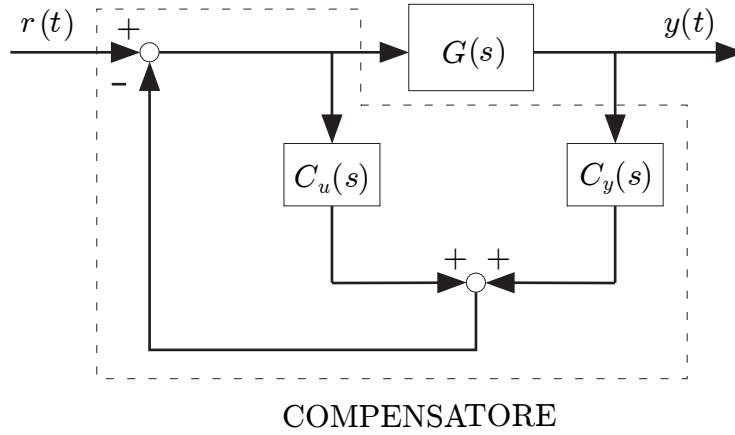 r(t)
+
−
G(s)
y(t)
C_u(s)
C_y(s)
+ +
COMPENSATORE